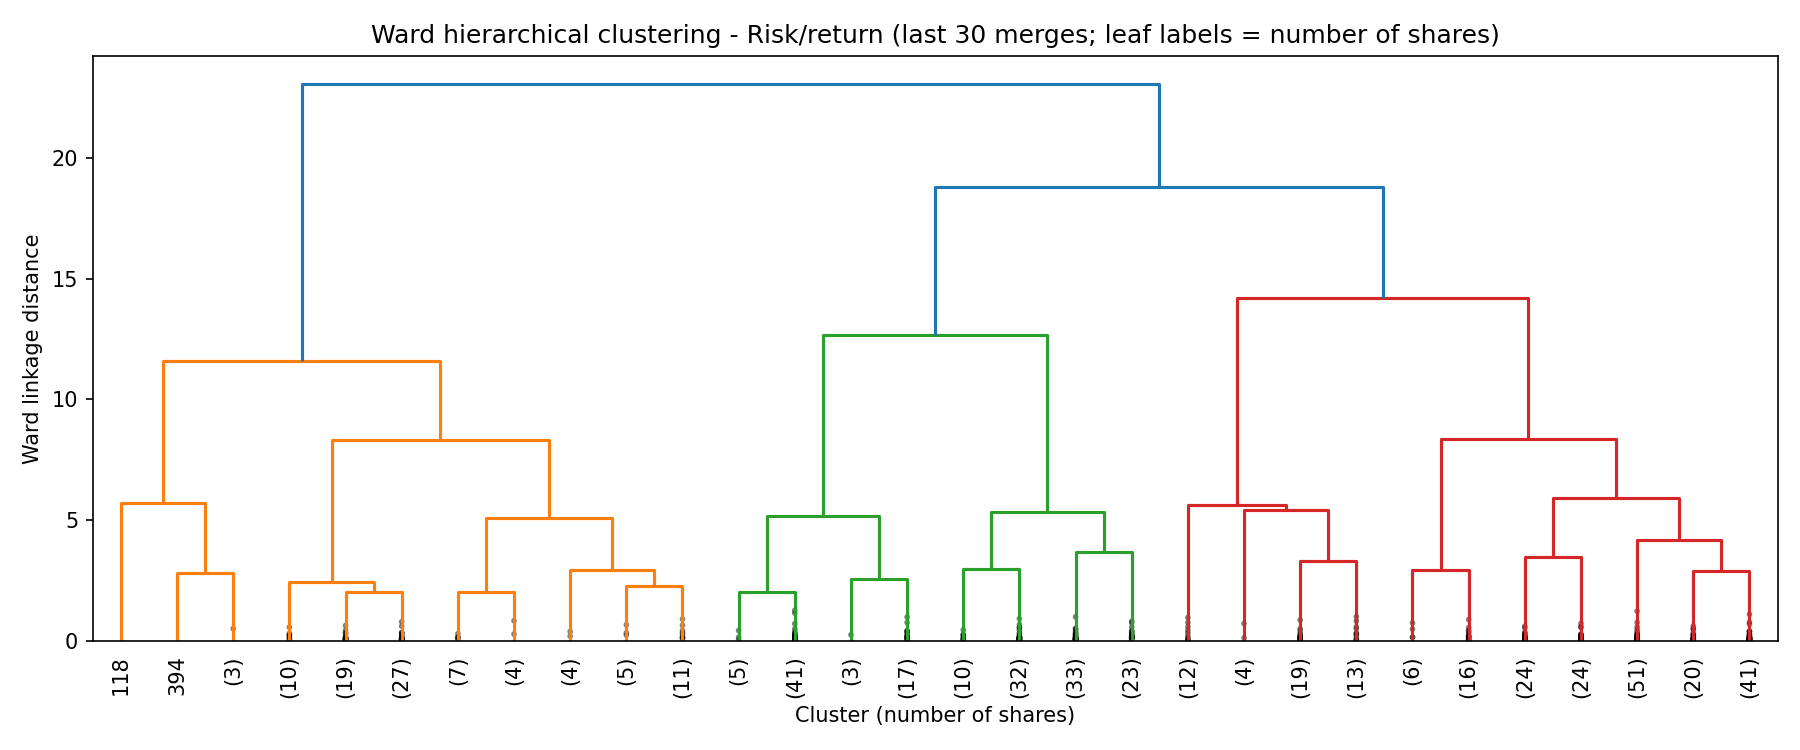 Ward hierarchical clustering - Risk/return (last 30 merges; leaf labels = number of shares)
Ward linkage distance
20
15
10
5
0
118 394 (3) (10) (19) (27) (7) (4) (4) (5) (11) (5) (41) (3) (17) (10) (32) (33) (23) (12) (4) (19) (13) (6) (16) (24) (24) (51) (20) (41)
Cluster (number of shares)